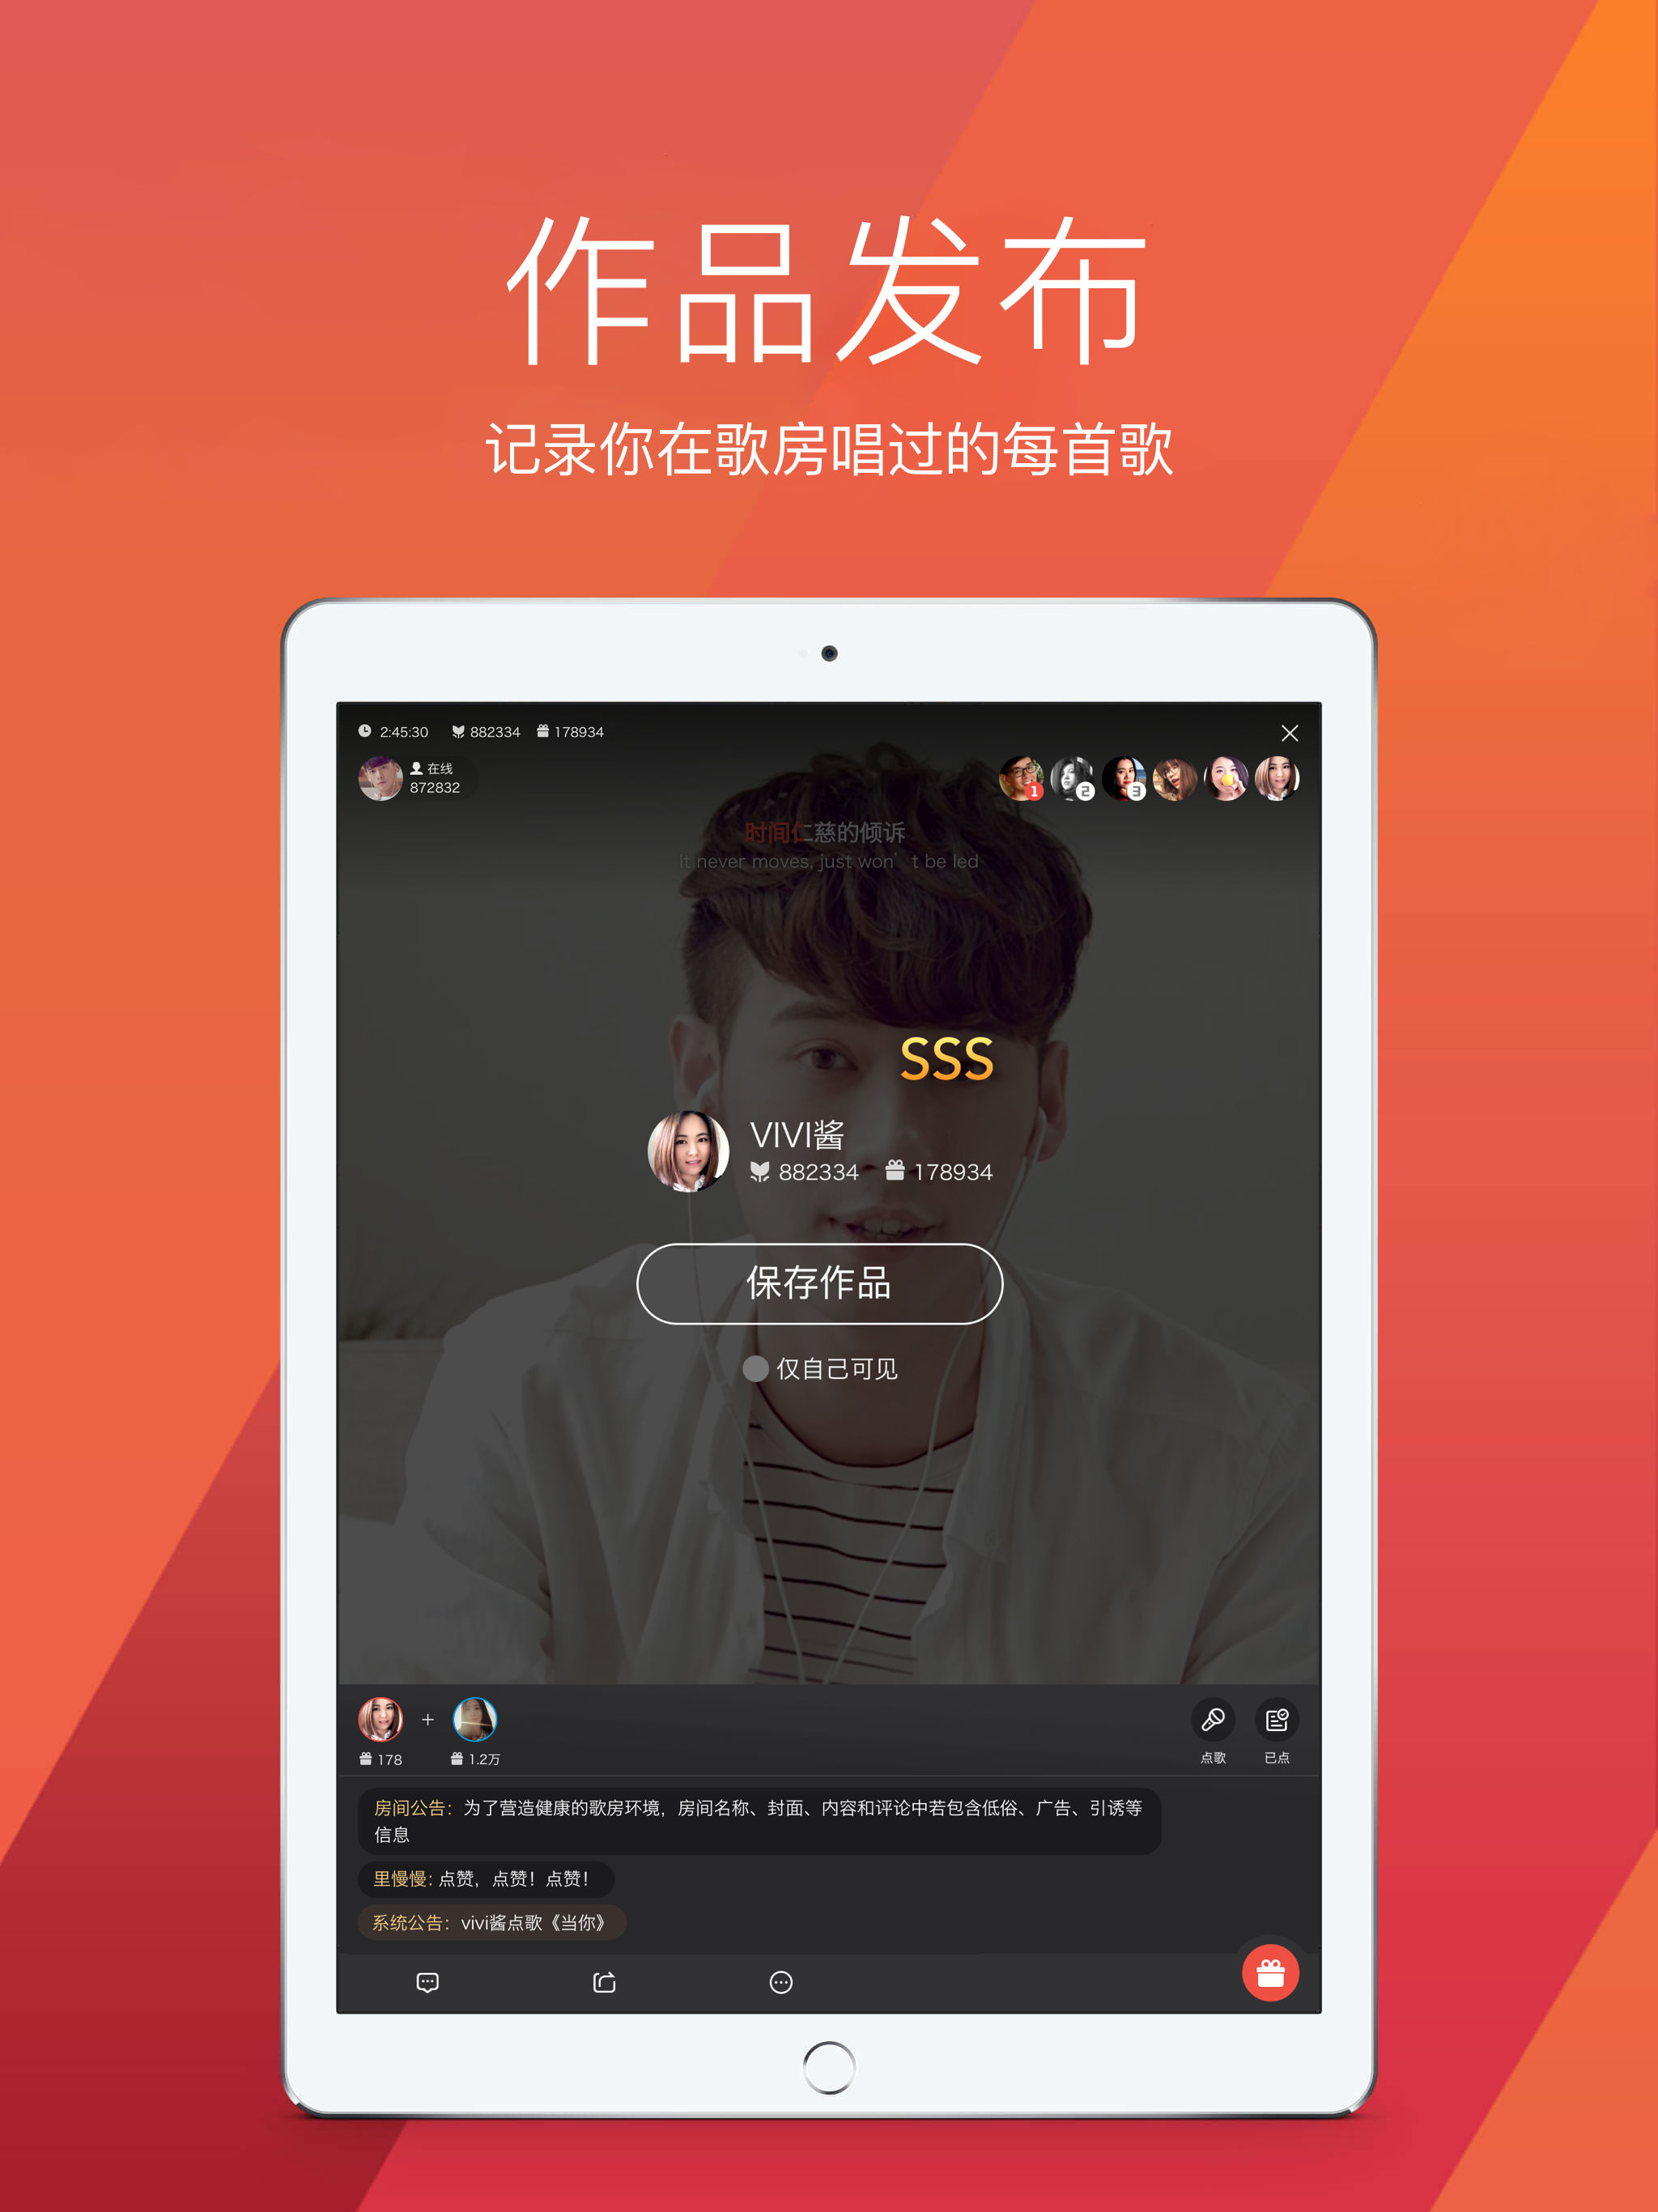 作品发布
记录你在歌房唱过的每首歌
2:45:30 882334 178934
在线
872832
1 2 3
时间仁慈的倾诉
It never moves, just won’t be led
SSS
VIVI酱
882334 178934
保存作品
仅自己可见
+
178 1.2万
点歌 已点
房间公告：为了营造健康的歌房环境，房间名称、封面、内容和评论中若包含低俗、广告、引诱等
信息
里慢慢：点赞，点赞！点赞！
系统公告：vivi酱点歌《当你》